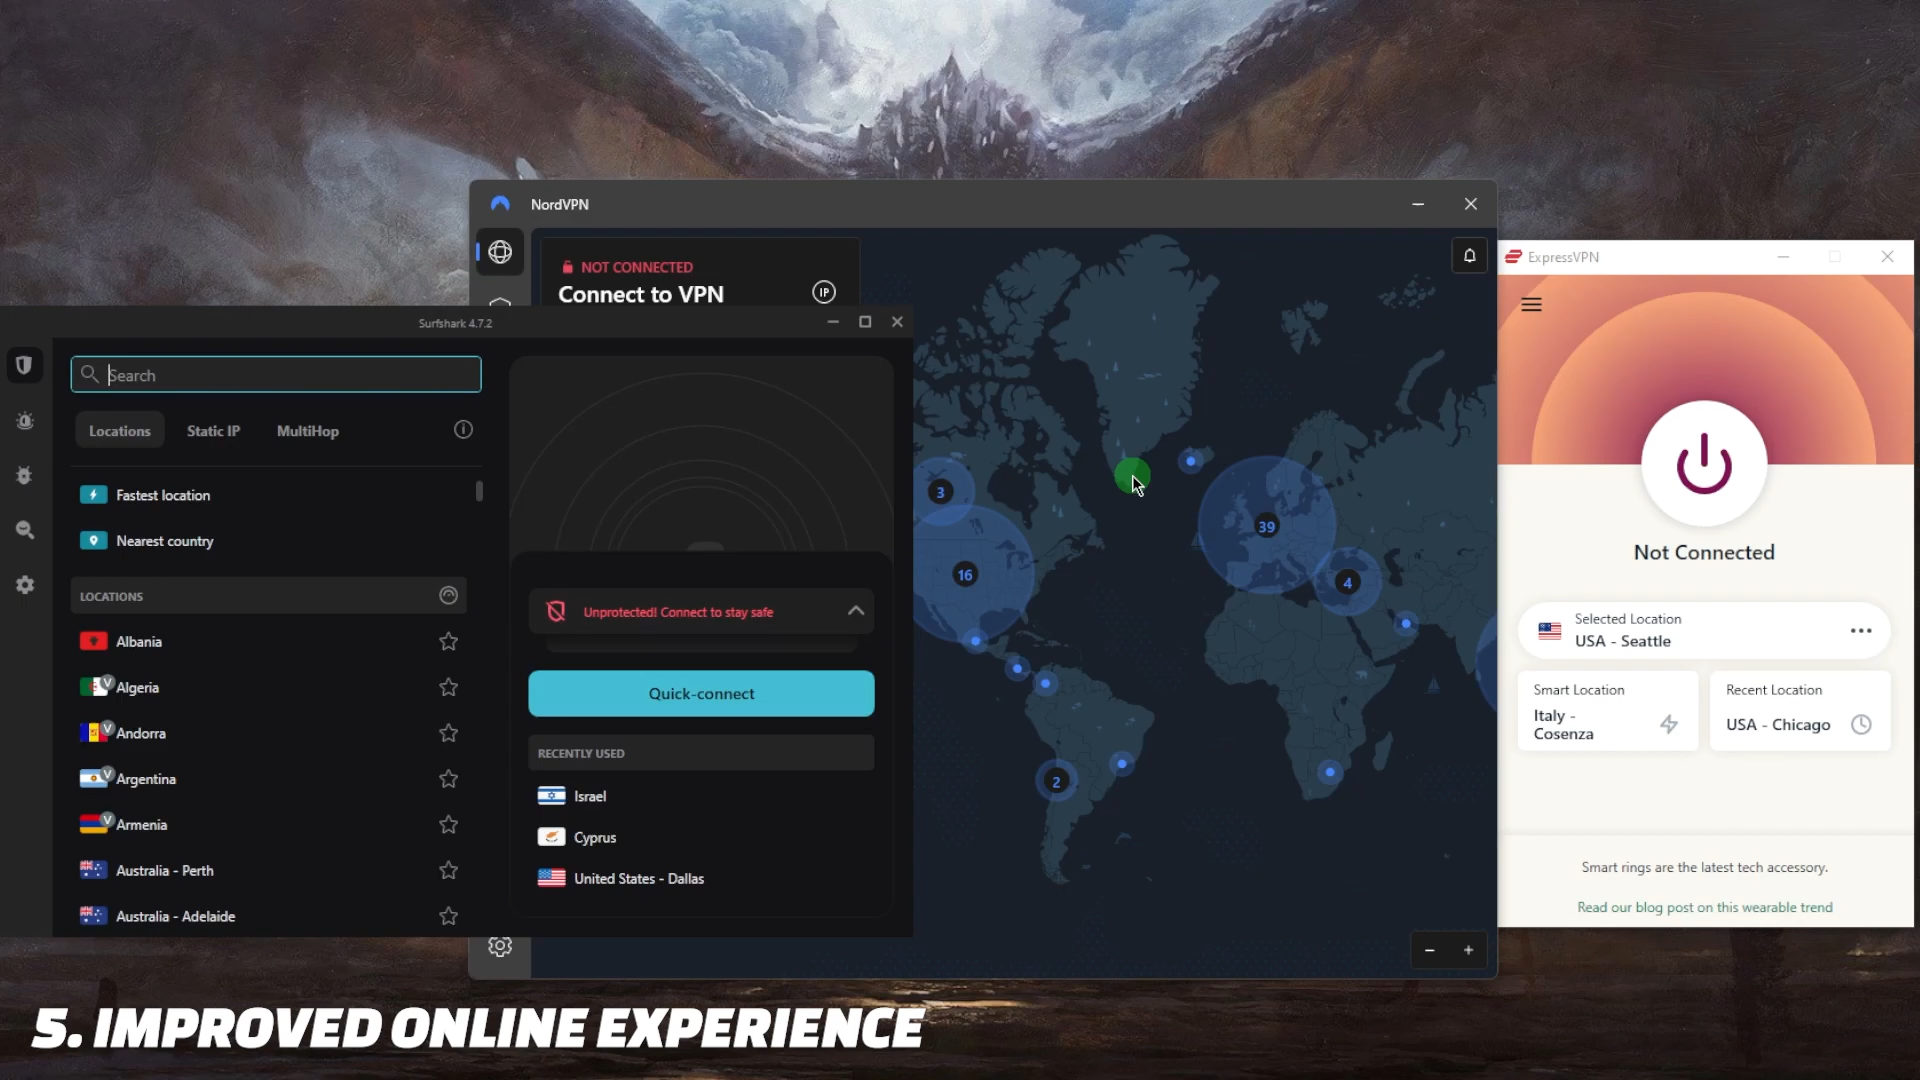 NordVPN
NOT CONNECTED
Connect to VPN
IP
Surfshark 4.7.2
Search
Locations
Static IP
MultiHop
Fastest location
Nearest country
LOCATIONS
Albania
V
Algeria
V
Andorra
V
Argentina
V
Armenia
Australia - Perth
Australia - Adelaide
Unprotected! Connect to stay safe
Quick-connect
RECENTLY USED
Israel
Cyprus
United States - Dallas
3
16
39
4
2
ExpressVPN
Not Connected
Selected Location
USA - Seattle
Smart Location
Italy -
Cosenza
Recent Location
USA - Chicago
Smart rings are the latest tech accessory.
Read our blog post on this wearable trend
5. IMPROVED ONLINE EXPERIENCE